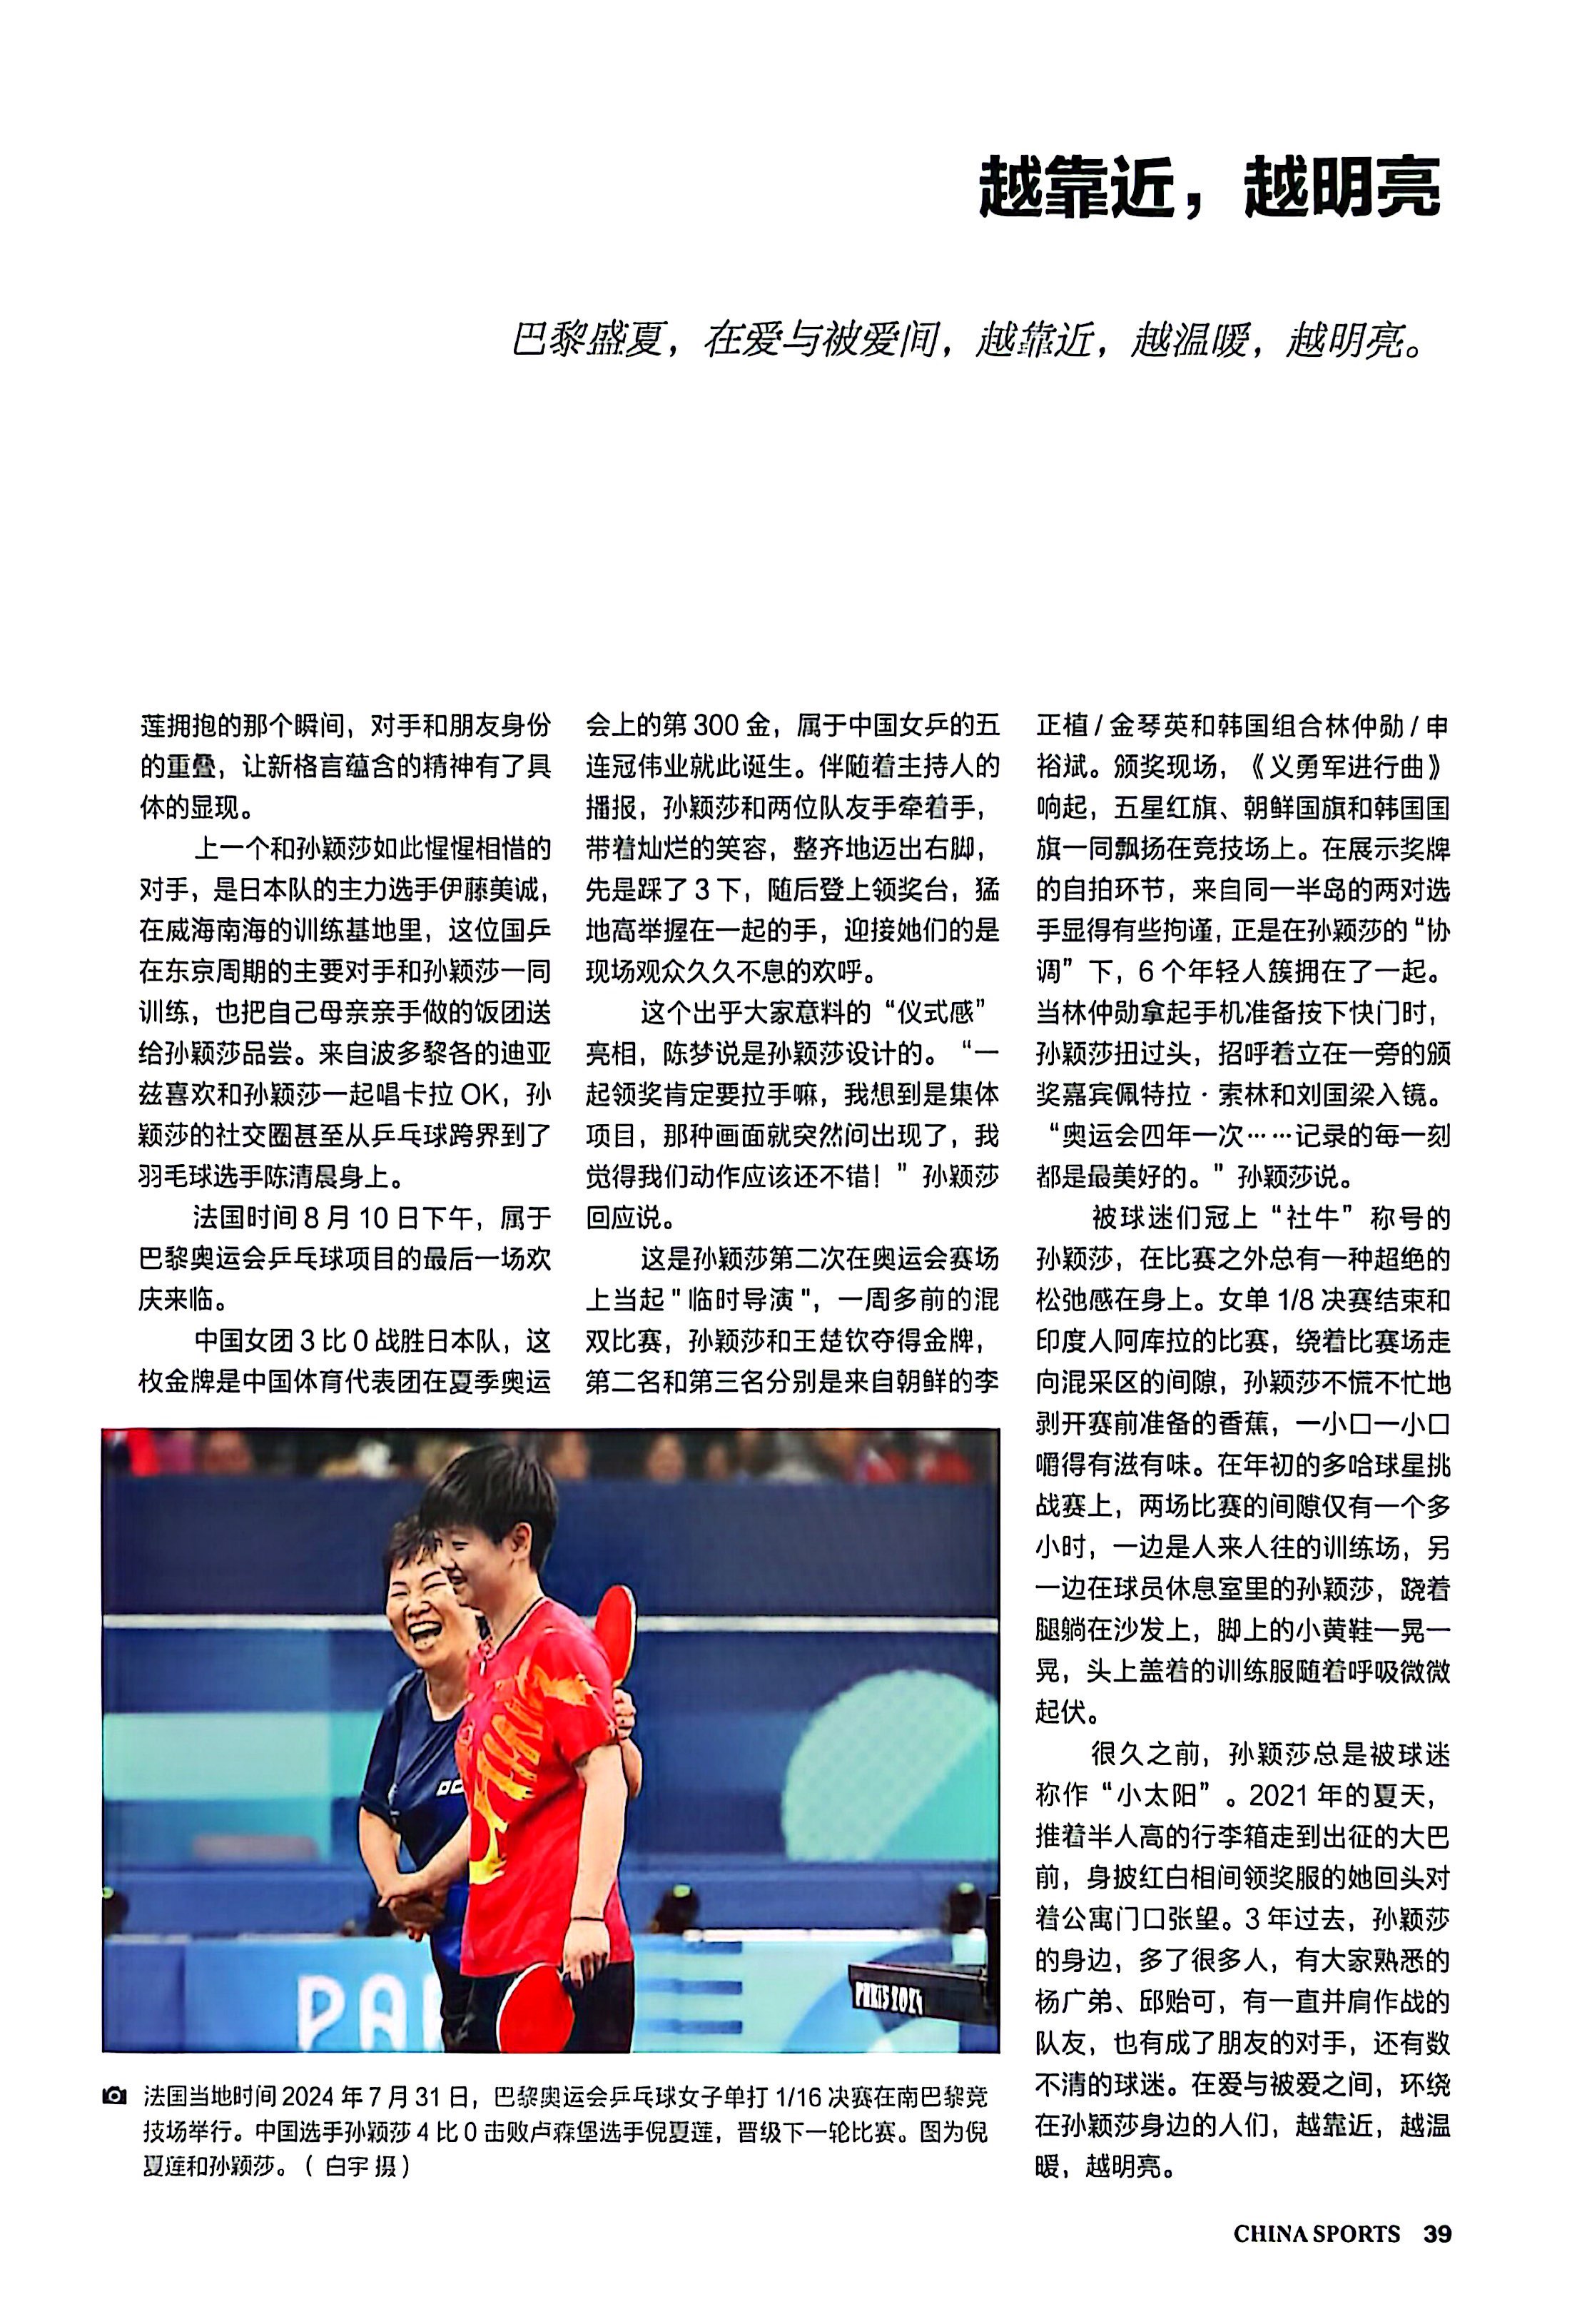 越靠近，越明亮
巴黎盛夏，在爱与被爱间，越靠近，越温暖，越明亮。
莲拥抱的那个瞬间，对手和朋友身份
的重叠，让新格言蕴含的精神有了具
体的显现。
上一个和孙颖莎如此惺惺相惜的
对手，是日本队的主力选手伊藤美诚，
在威海南海的训练基地里，这位国乒
在东京周期的主要对手和孙颖莎一同
训练，也把自己母亲亲手做的饭团送
给孙颖莎品尝。来自波多黎各的迪亚
兹喜欢和孙颖莎一起唱卡拉 OK，孙
颖莎的社交圈甚至从乒乓球跨界到了
羽毛球选手陈清晨身上。
法国时间 8 月 10 日下午，属于
巴黎奥运会乒乓球项目的最后一场欢
庆来临。
中国女团 3 比 0 战胜日本队，这
枚金牌是中国体育代表团在夏季奥运
会上的第 300 金，属于中国女乒的五
连冠伟业就此诞生。伴随着主持人的
播报，孙颖莎和两位队友手牵着手，
带着灿烂的笑容，整齐地迈出右脚，
先是踩了 3 下，随后登上领奖台，猛
地高举握在一起的手，迎接她们的是
现场观众久久不息的欢呼。
这个出乎大家意料的“仪式感”
亮相，陈梦说是孙颖莎设计的。“一
起领奖肯定要拉手嘛，我想到是集体
项目，那种画面就突然间出现了，我
觉得我们动作应该还不错！”孙颖莎
回应说。
这是孙颖莎第二次在奥运会赛场
上当起"临时导演"，一周多前的混
双比赛，孙颖莎和王楚钦夺得金牌，
第二名和第三名分别是来自朝鲜的李
正植 / 金琴英和韩国组合林仲勋 / 申
裕斌。颁奖现场，《义勇军进行曲》
响起，五星红旗、朝鲜国旗和韩国国
旗一同飘扬在竞技场上。在展示奖牌
的自拍环节，来自同一半岛的两对选
手显得有些拘谨，正是在孙颖莎的“协
调”下，6 个年轻人簇拥在了一起。
当林仲勋拿起手机准备按下快门时，
孙颖莎扭过头，招呼着立在一旁的颁
奖嘉宾佩特拉·索林和刘国梁入镜。
“奥运会四年一次……记录的每一刻
都是最美好的。”孙颖莎说。
被球迷们冠上“社牛”称号的
孙颖莎，在比赛之外总有一种超绝的
松弛感在身上。女单 1/8 决赛结束和
印度人阿库拉的比赛，绕着比赛场走
向混采区的间隙，孙颖莎不慌不忙地
剥开赛前准备的香蕉，一小口一小口
嚼得有滋有味。在年初的多哈球星挑
战赛上，两场比赛的间隙仅有一个多
小时，一边是人来人往的训练场，另
一边在球员休息室里的孙颖莎，跷着
腿躺在沙发上，脚上的小黄鞋一晃一
晃，头上盖着的训练服随着呼吸微微
起伏。
很久之前，孙颖莎总是被球迷
称作“小太阳”。2021 年的夏天，
推着半人高的行李箱走到出征的大巴
前，身披红白相间领奖服的她回头对
着公寓门口张望。3 年过去，孙颖莎
的身边，多了很多人，有大家熟悉的
杨广弟、邱贻可，有一直并肩作战的
队友，也有成了朋友的对手，还有数
不清的球迷。在爱与被爱之间，环绕
在孙颖莎身边的人们，越靠近，越温
暖，越明亮。
PAR
PARIS 2024
法国当地时间 2024 年 7 月 31 日，巴黎奥运会乒乓球女子单打 1/16 决赛在南巴黎竞
技场举行。中国选手孙颖莎 4 比 0 击败卢森堡选手倪夏莲，晋级下一轮比赛。图为倪
夏莲和孙颖莎。（ 白宇 摄）
CHINA SPORTS 39